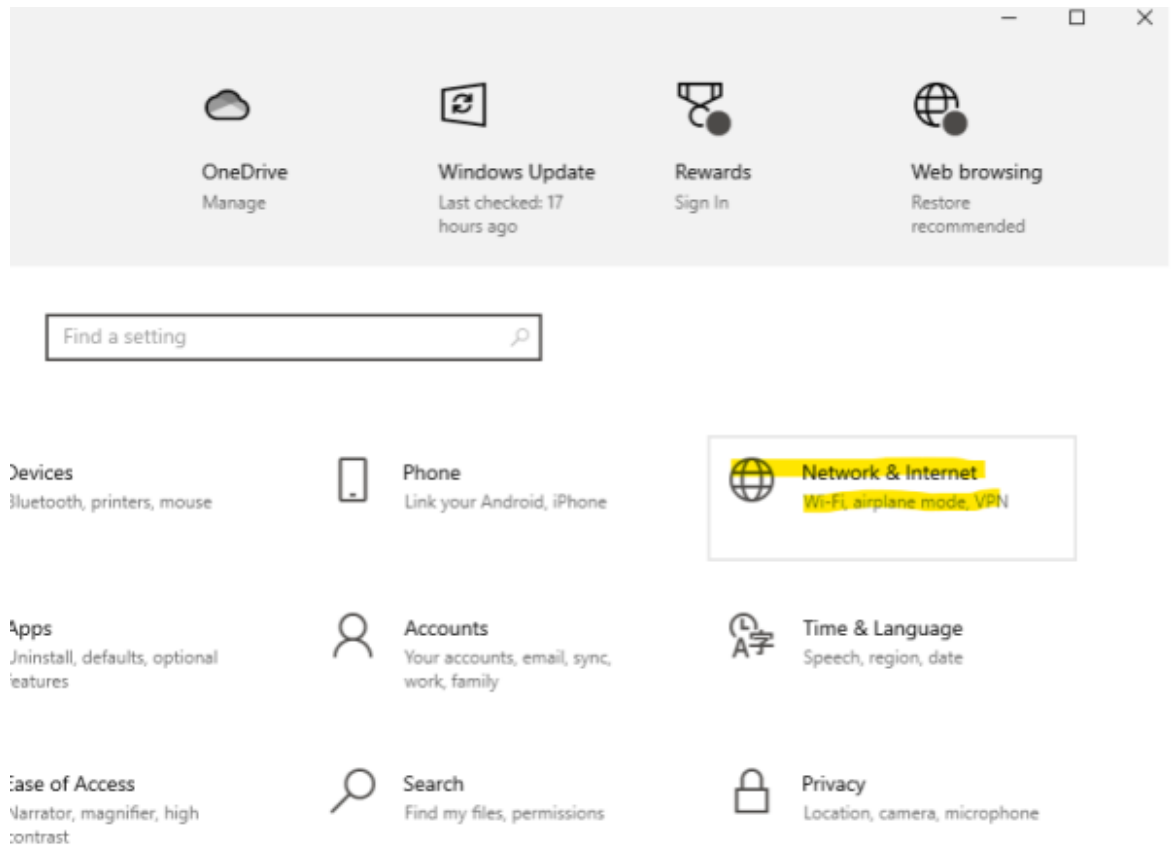 OneDrive
Manage
Windows Update
Last checked: 17
hours ago
Rewards
Sign In
Web browsing
Restore
recommended
Find a setting
Devices
Bluetooth, printers, mouse
Phone
Link your Android, iPhone
Network & Internet
Wi-Fi, airplane mode, VPN
Apps
Uninstall, defaults, optional
features
Accounts
Your accounts, email, sync,
work, family
A字
Time & Language
Speech, region, date
Ease of Access
Narrator, magnifier, high
contrast
Search
Find my files, permissions
Privacy
Location, camera, microphone